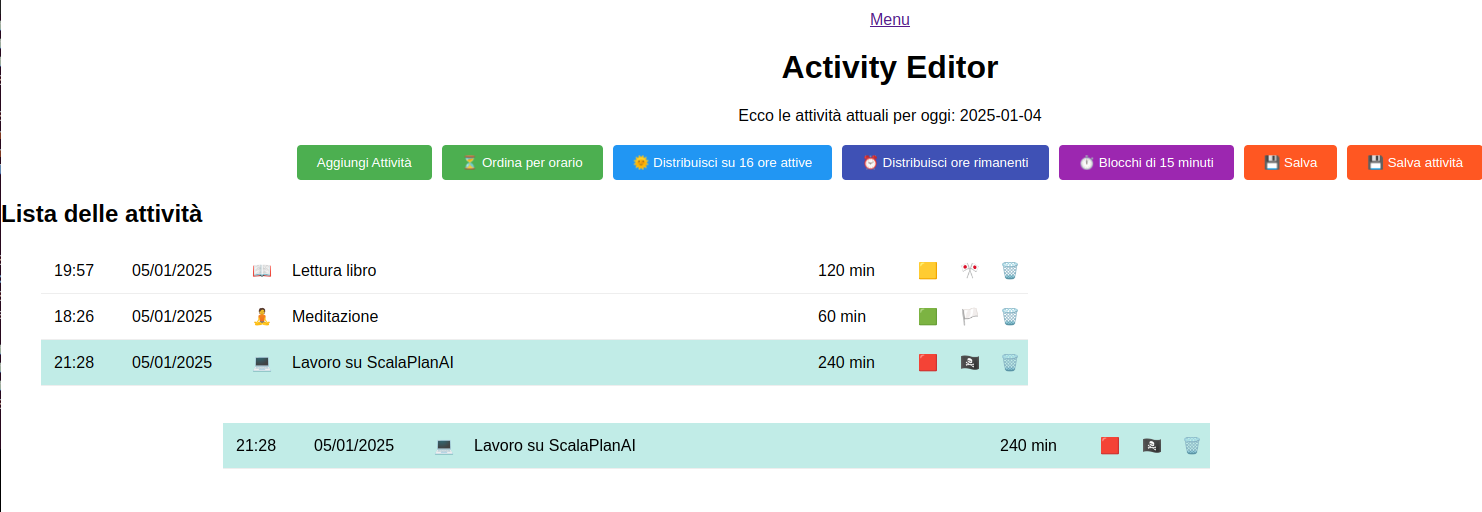 Menu
Activity Editor
Ecco le attività attuali per oggi: 2025-01-04
Aggiungi Attività ⏳ Ordina per orario 🌞 Distribuisci su 16 ore attive ⏰ Distribuisci ore rimanenti ⏱️ Blocchi di 15 minuti 💾 Salva 💾 Salva attività
Lista delle attività
19:57 05/01/2025 📖 Lettura libro 120 min 🟨 🎌 🗑️
18:26 05/01/2025 🧘 Meditazione 60 min 🟩 🏳️ 🗑️
21:28 05/01/2025 💻 Lavoro su ScalaPlanAI 240 min 🟥 🏴‍☠️ 🗑️
21:28 05/01/2025 💻 Lavoro su ScalaPlanAI 240 min 🟥 🏴‍☠️ 🗑️